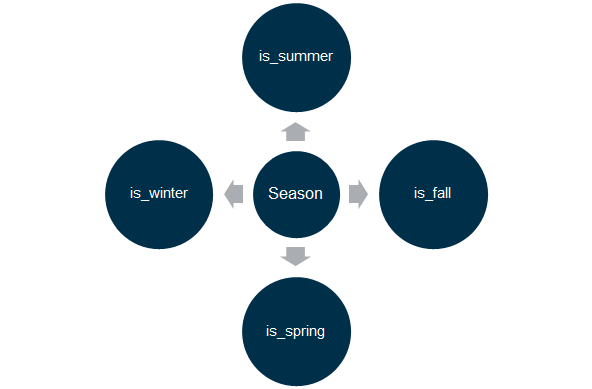 is_summer
is_winter
Season
is_fall
is_spring